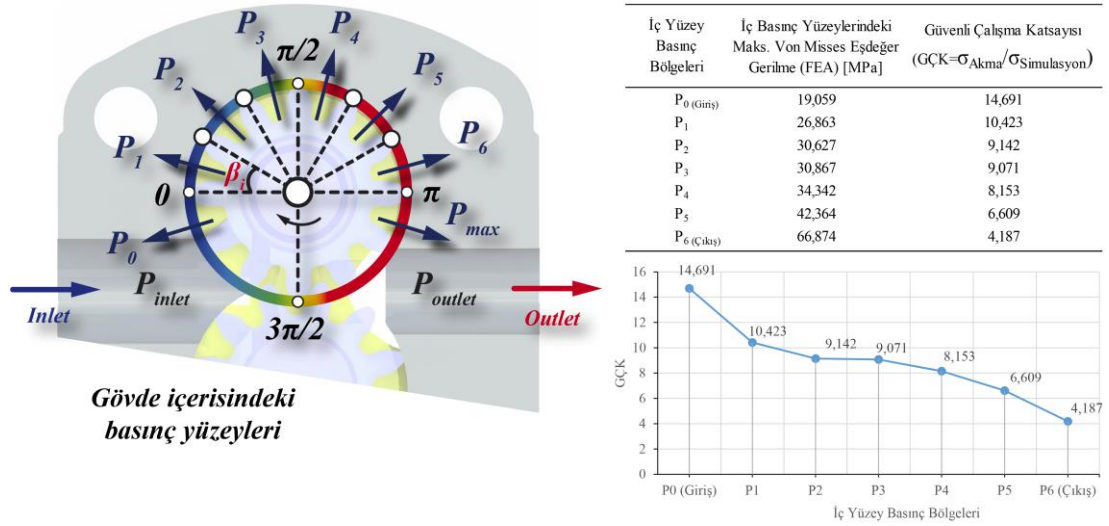 P₃
P₄
π/2
P₂
P₅
P₁
P₆
βᵢ
0
π
P₀
Pmax
Pinlet
Poutlet
Inlet
Outlet
3π/2
Gövde içerisindeki
basınç yüzeyleri
İç Yüzey Basınç Bölgeleri
İç Basınç Yüzeylerindeki Maks. Von Misses Eşdeğer Gerilme (FEA) [MPa]
Güvenli Çalışma Katsayısı (GÇK=σAkma/σSimulasyon)
P0 (Giriş) 19,059 14,691
P1 26,863 10,423
P2 30,627 9,142
P3 30,867 9,071
P4 34,342 8,153
P5 42,364 6,609
P6 (Çıkış) 66,874 4,187
GÇK
16
14
12
10
8
6
4
2
0
14,691
10,423
9,142
9,071
8,153
6,609
4,187
P0 (Giriş) P1 P2 P3 P4 P5 P6 (Çıkış)
İç Yüzey Basınç Bölgeleri